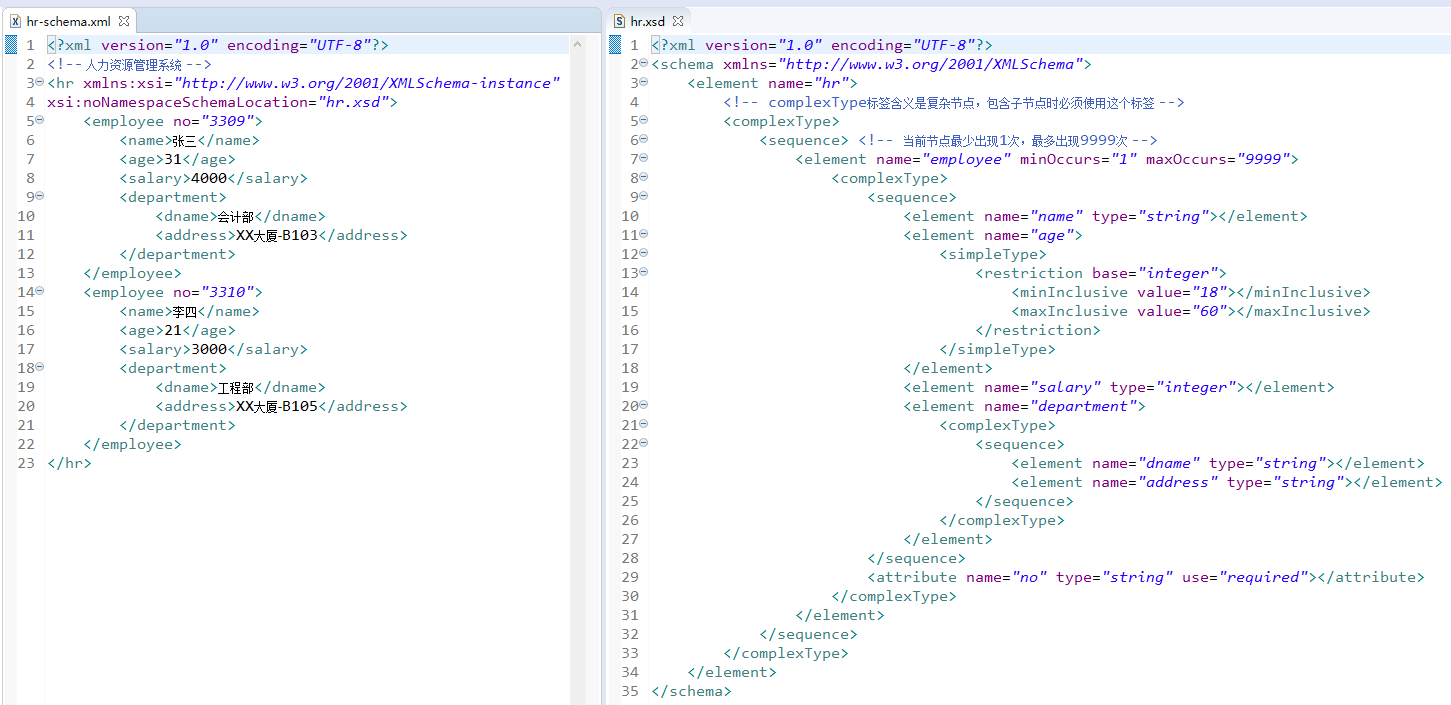 hr-schema.xml
1 <?xml version="1.0" encoding="UTF-8"?>
2 <!-- 人力资源管理系统 -->
3 <hr xmlns:xsi="http://www.w3.org/2001/XMLSchema-instance"
4 xsi:noNamespaceSchemaLocation="hr.xsd">
5     <employee no="3309">
6         <name>张三</name>
7         <age>31</age>
8         <salary>4000</salary>
9         <department>
10             <dname>会计部</dname>
11             <address>XX大厦-B103</address>
12         </department>
13     </employee>
14     <employee no="3310">
15         <name>李四</name>
16         <age>21</age>
17         <salary>3000</salary>
18         <department>
19             <dname>工程部</dname>
20             <address>XX大厦-B105</address>
21         </department>
22     </employee>
23 </hr>
hr.xsd
1 <?xml version="1.0" encoding="UTF-8"?>
2 <schema xmlns="http://www.w3.org/2001/XMLSchema">
3     <element name="hr">
4         <!-- complexType标签含义是复杂节点，包含子节点时必须使用这个标签 -->
5         <complexType>
6             <sequence> <!-- 当前节点最少出现1次，最多出现9999次 -->
7                 <element name="employee" minOccurs="1" maxOccurs="9999">
8                     <complexType>
9                         <sequence>
10                             <element name="name" type="string"></element>
11                             <element name="age">
12                                 <simpleType>
13                                     <restriction base="integer">
14                                         <minInclusive value="18"></minInclusive>
15                                         <maxInclusive value="60"></maxInclusive>
16                                     </restriction>
17                                 </simpleType>
18                             </element>
19                             <element name="salary" type="integer"></element>
20                             <element name="department">
21                                 <complexType>
22                                     <sequence>
23                                         <element name="dname" type="string"></element>
24                                         <element name="address" type="string"></element>
25                                     </sequence>
26                                 </complexType>
27                             </element>
28                         </sequence>
29                         <attribute name="no" type="string" use="required"></attribute>
30                     </complexType>
31                 </element>
32             </sequence>
33         </complexType>
34     </element>
35 </schema>